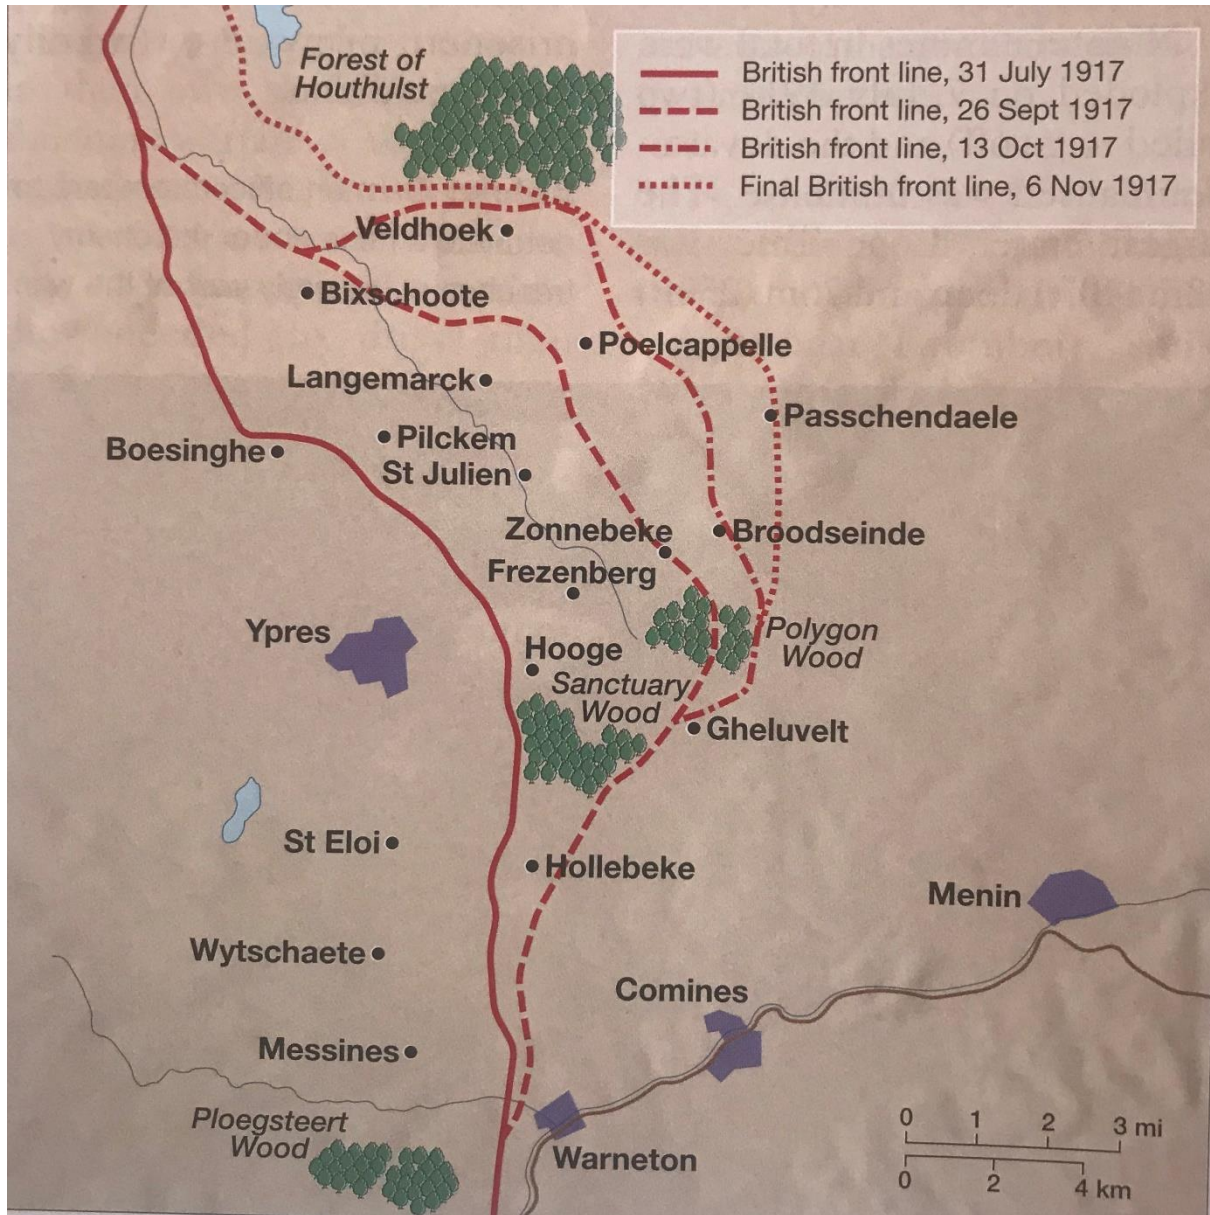 Forest of
Houthulst
British front line, 31 July 1917
British front line, 26 Sept 1917
British front line, 13 Oct 1917
Final British front line, 6 Nov 1917
Veldhoek
Bixschoote
Poelcappelle
Langemarck
Passchendaele
Pilckem
Boesinghe
St Julien
Zonnebeke
Broodseinde
Frezenberg
Ypres
Polygon
Wood
Hooge
Sanctuary
Wood
Gheluvelt
St Eloi
Hollebeke
Menin
Wytschaete
Comines
Messines
Ploegsteert
Wood
Warneton
0 1 2 3 mi
0 2 4 km